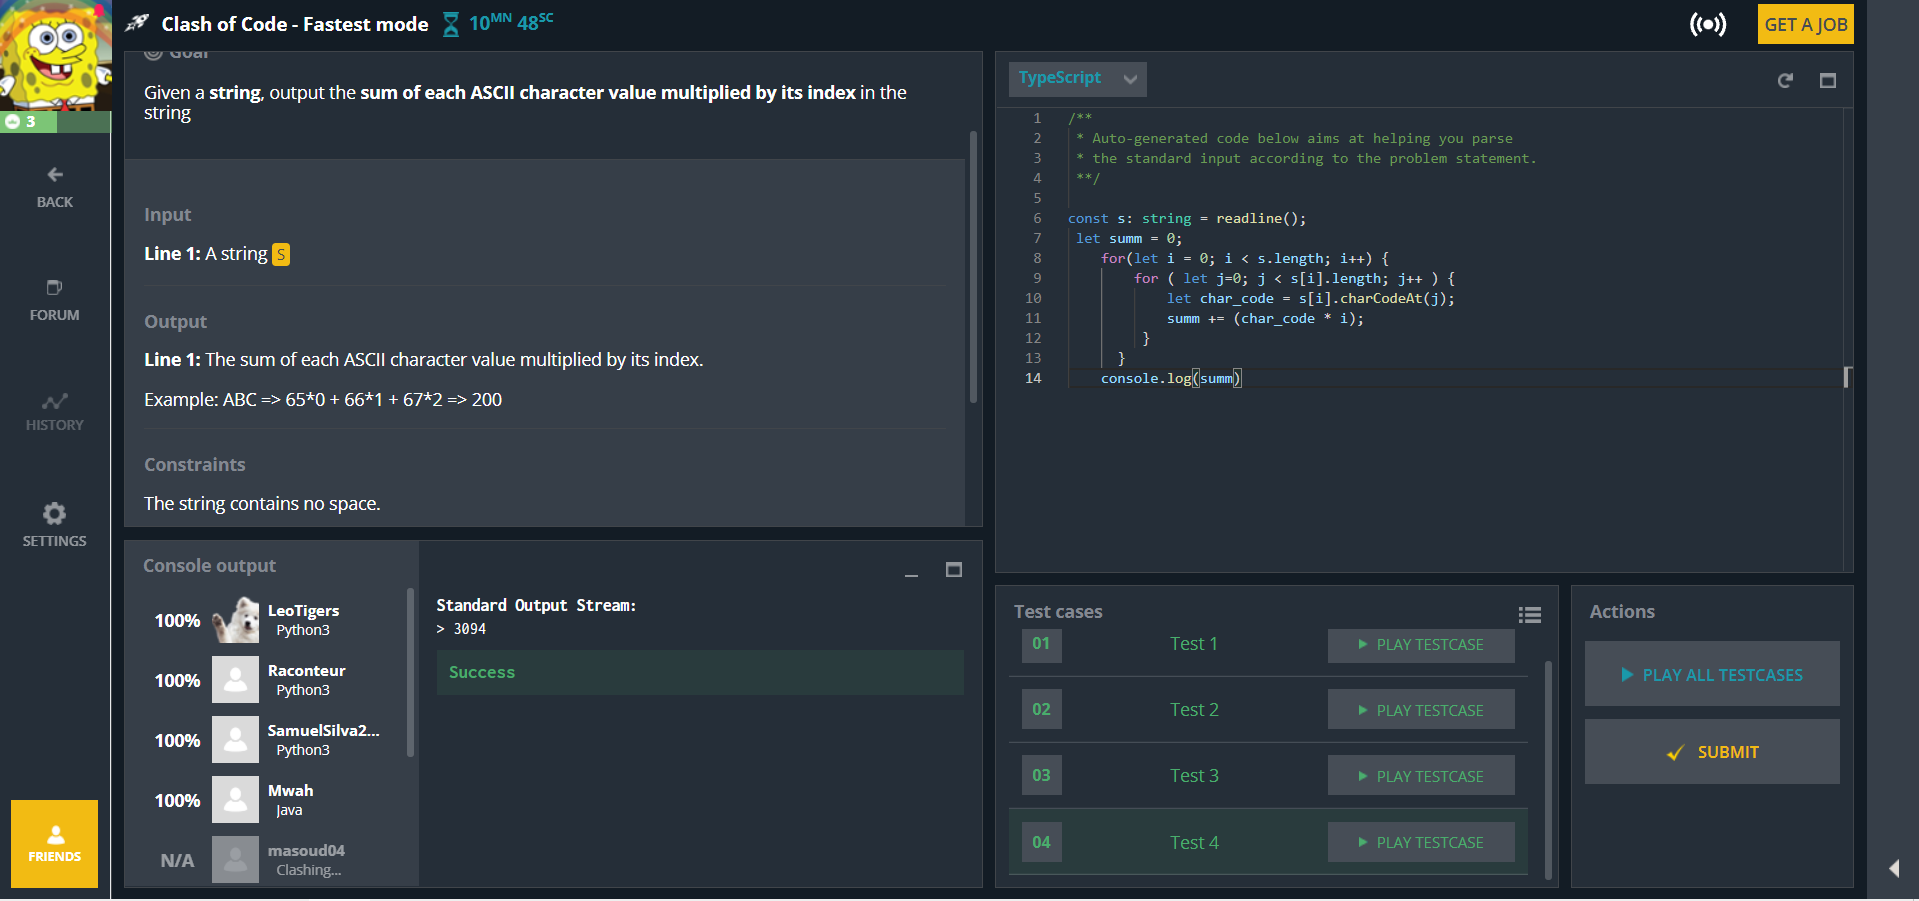 Clash of Code - Fastest mode 10MN 48SC
GET A JOB
3
BACK
FORUM
HISTORY
SETTINGS
FRIENDS
Goal
Given a string, output the sum of each ASCII character value multiplied by its index in the
string
Input
Line 1: A string S
Output
Line 1: The sum of each ASCII character value multiplied by its index.
Example: ABC => 65*0 + 66*1 + 67*2 => 200
Constraints
The string contains no space.
Console output
100% LeoTigers
Python3
100% Raconteur
Python3
100% SamuelSilva2...
Python3
100% Mwah
Java
N/A masoud04
Clashing...
Standard Output Stream:
> 3094
Success
TypeScript
1 /**
2 * Auto-generated code below aims at helping you parse
3 * the standard input according to the problem statement.
4 **/
5
6 const s: string = readline();
7 let summ = 0;
8 for(let i = 0; i < s.length; i++) {
9 for ( let j=0; j < s[i].length; j++ ) {
10 let char_code = s[i].charCodeAt(j);
11 summ += (char_code * i);
12 }
13 }
14 console.log(summ)
Test cases
01 Test 1 PLAY TESTCASE
02 Test 2 PLAY TESTCASE
03 Test 3 PLAY TESTCASE
04 Test 4 PLAY TESTCASE
Actions
PLAY ALL TESTCASES
SUBMIT